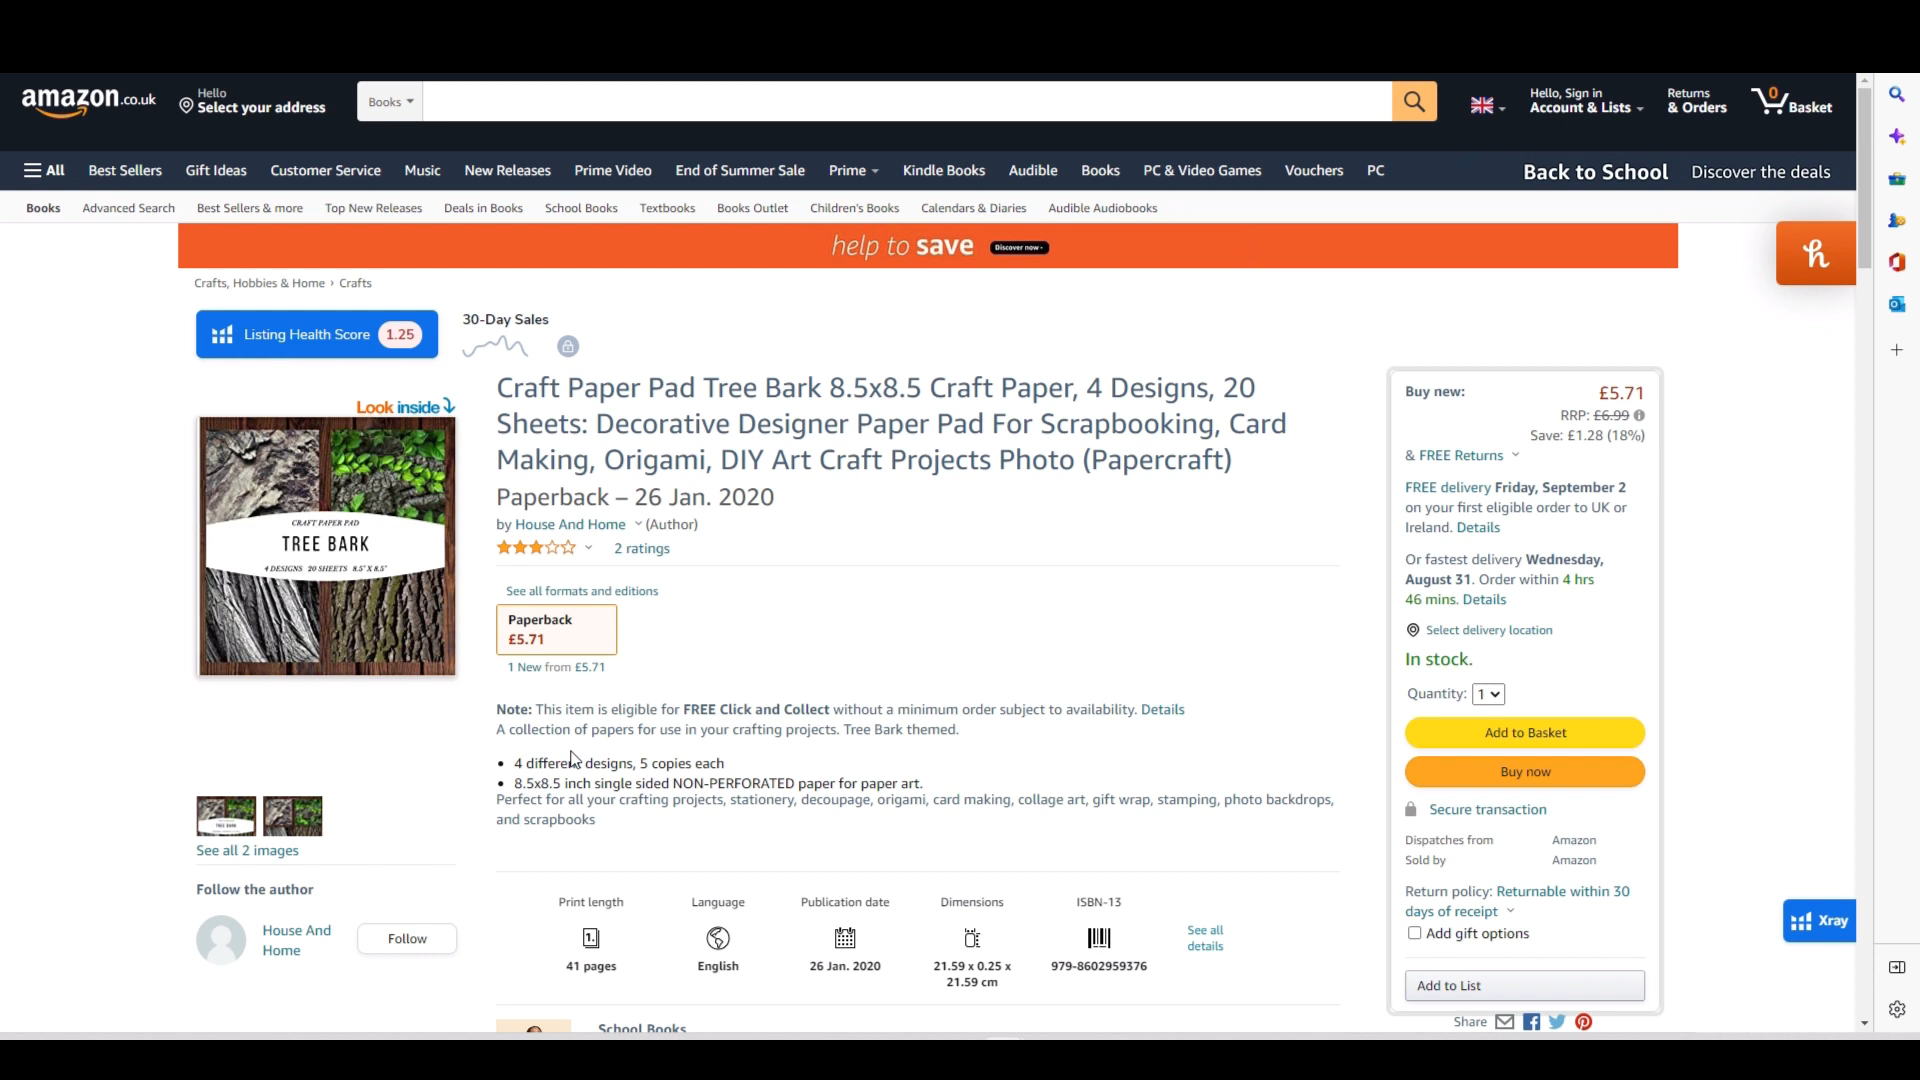 amazon.co.uk
Hello
Select your address
Books
Hello, Sign in
Account & Lists
Returns
& Orders
0
Basket
All
Best Sellers
Gift Ideas
Customer Service
Music
New Releases
Prime Video
End of Summer Sale
Prime
Kindle Books
Audible
Books
PC & Video Games
Vouchers
PC
Back to School
Discover the deals
Books
Advanced Search
Best Sellers & more
Top New Releases
Deals in Books
School Books
Textbooks
Books Outlet
Children's Books
Calendars & Diaries
Audible Audiobooks
help to save
Discover now ›
h
Crafts, Hobbies & Home › Crafts
Listing Health Score 1.25
30-Day Sales
Look inside
CRAFT PAPER PAD
TREE BARK
4 DESIGNS 20 SHEETS 8.5" X 8.5"
See all 2 images
Follow the author
House And
Home
Follow
Craft Paper Pad Tree Bark 8.5x8.5 Craft Paper, 4 Designs, 20
Sheets: Decorative Designer Paper Pad For Scrapbooking, Card
Making, Origami, DIY Art Craft Projects Photo (Papercraft)
Paperback – 26 Jan. 2020
by House And Home (Author)
2 ratings
See all formats and editions
Paperback
£5.71
1 New from £5.71
Note: This item is eligible for FREE Click and Collect without a minimum order subject to availability. Details
A collection of papers for use in your crafting projects. Tree Bark themed.
• 4 different designs, 5 copies each
• 8.5x8.5 inch single sided NON-PERFORATED paper for paper art.
Perfect for all your crafting projects, stationery, decoupage, origami, card making, collage art, gift wrap, stamping, photo backdrops,
and scrapbooks
Print length
1.
41 pages
Language
English
Publication date
26 Jan. 2020
Dimensions
21.59 x 0.25 x
21.59 cm
ISBN-13
979-8602959376
See all
details
School Books
Buy new:
£5.71
RRP: £6.99
Save: £1.28 (18%)
& FREE Returns
FREE delivery Friday, September 2
on your first eligible order to UK or
Ireland. Details
Or fastest delivery Wednesday,
August 31. Order within 4 hrs
46 mins. Details
Select delivery location
In stock.
Quantity: 1
Add to Basket
Buy now
Secure transaction
Dispatches from Amazon
Sold by Amazon
Return policy: Returnable within 30
days of receipt
Add gift options
Add to List
Share
Xray